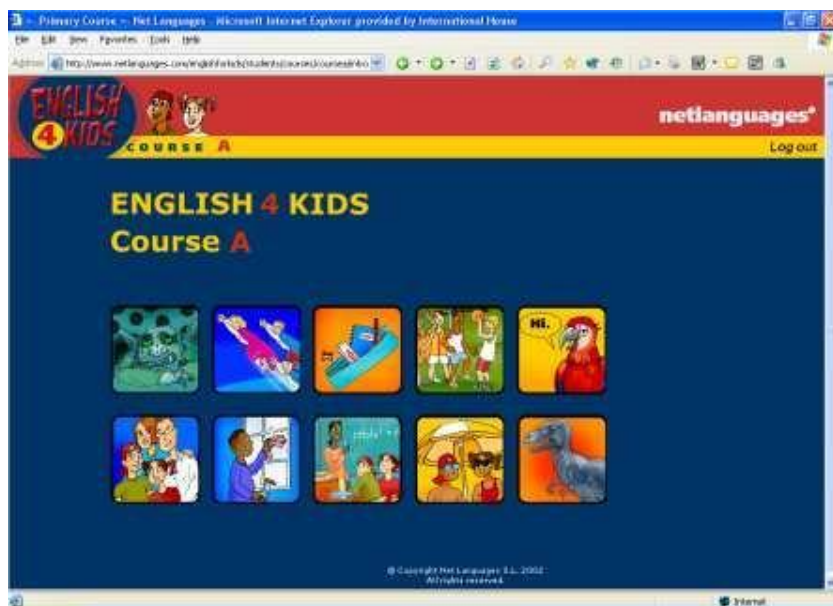 - Primary Course -- Net Languages - Microsoft Internet Explorer provided by International House
File Edit View Favorites Tools Help
Address
ENGLISH
4 KIDS
COURSE A
netlanguages
Log out
ENGLISH 4 KIDS
Course A
Hi.
© Copyright Net Languages S.L. 2002
All rights reserved.
Internet